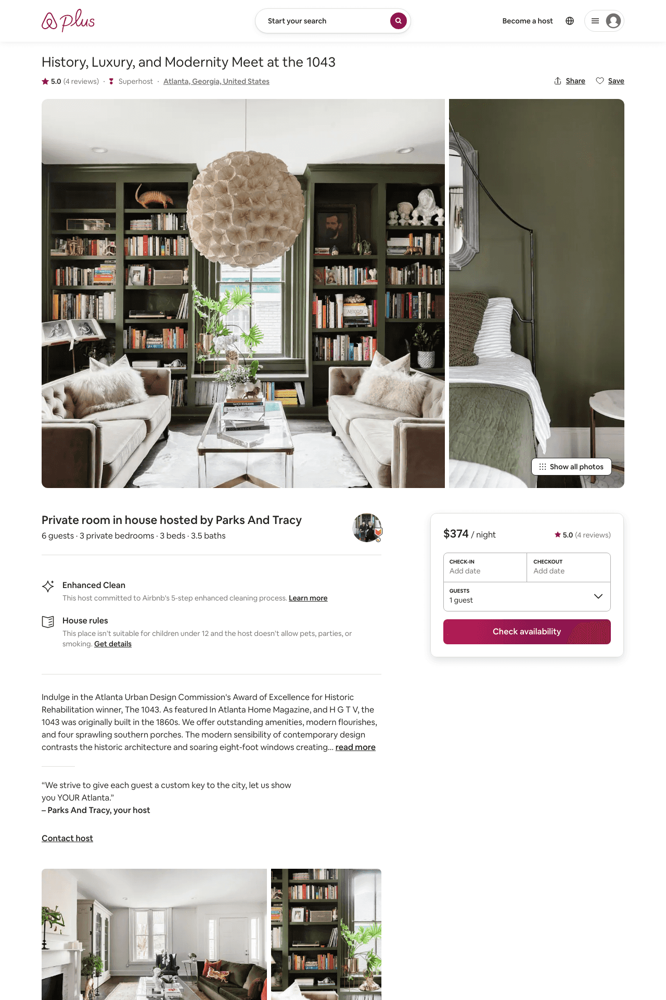 plus
Start your search
Become a host
History, Luxury, and Modernity Meet at the 1043
5.0 (4 reviews) · Superhost · Atlanta, Georgia, United States
Share
Save
ARTODAY
YAYOI KUSAMA
Jenny Saville
RON MUECK
Show all photos
Private room in house hosted by Parks And Tracy
6 guests · 3 private bedrooms · 3 beds · 3.5 baths
$374 / night
5.0 (4 reviews)
CHECK-IN
Add date
CHECKOUT
Add date
GUESTS
1 guest
Check availability
Enhanced Clean
This host committed to Airbnb's 5-step enhanced cleaning process. Learn more
House rules
This place isn’t suitable for children under 12 and the host doesn’t allow pets, parties, or
smoking. Get details
Indulge in the Atlanta Urban Design Commission's Award of Excellence for Historic
Rehabilitation winner, The 1043. As featured In Atlanta Home Magazine, and H G T V, the
1043 was originally built in the 1860s. We offer outstanding amenities, modern flourishes,
and four sprawling southern porches. The modern sensibility of contemporary design
contrasts the historic architecture and soaring eight-foot windows creating... read more
“We strive to give each guest a custom key to the city, let us show
you YOUR Atlanta.”
– Parks And Tracy, your host
Contact host